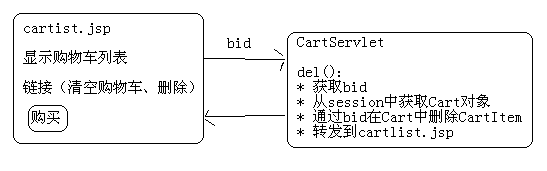 cartist.jsp
显示购物车列表
链接（清空购物车、删除）
购买
bid
CartServlet
del():
* 获取bid
* 从session中获取Cart对象
* 通过bid在Cart中删除CartItem
* 转发到cartlist.jsp